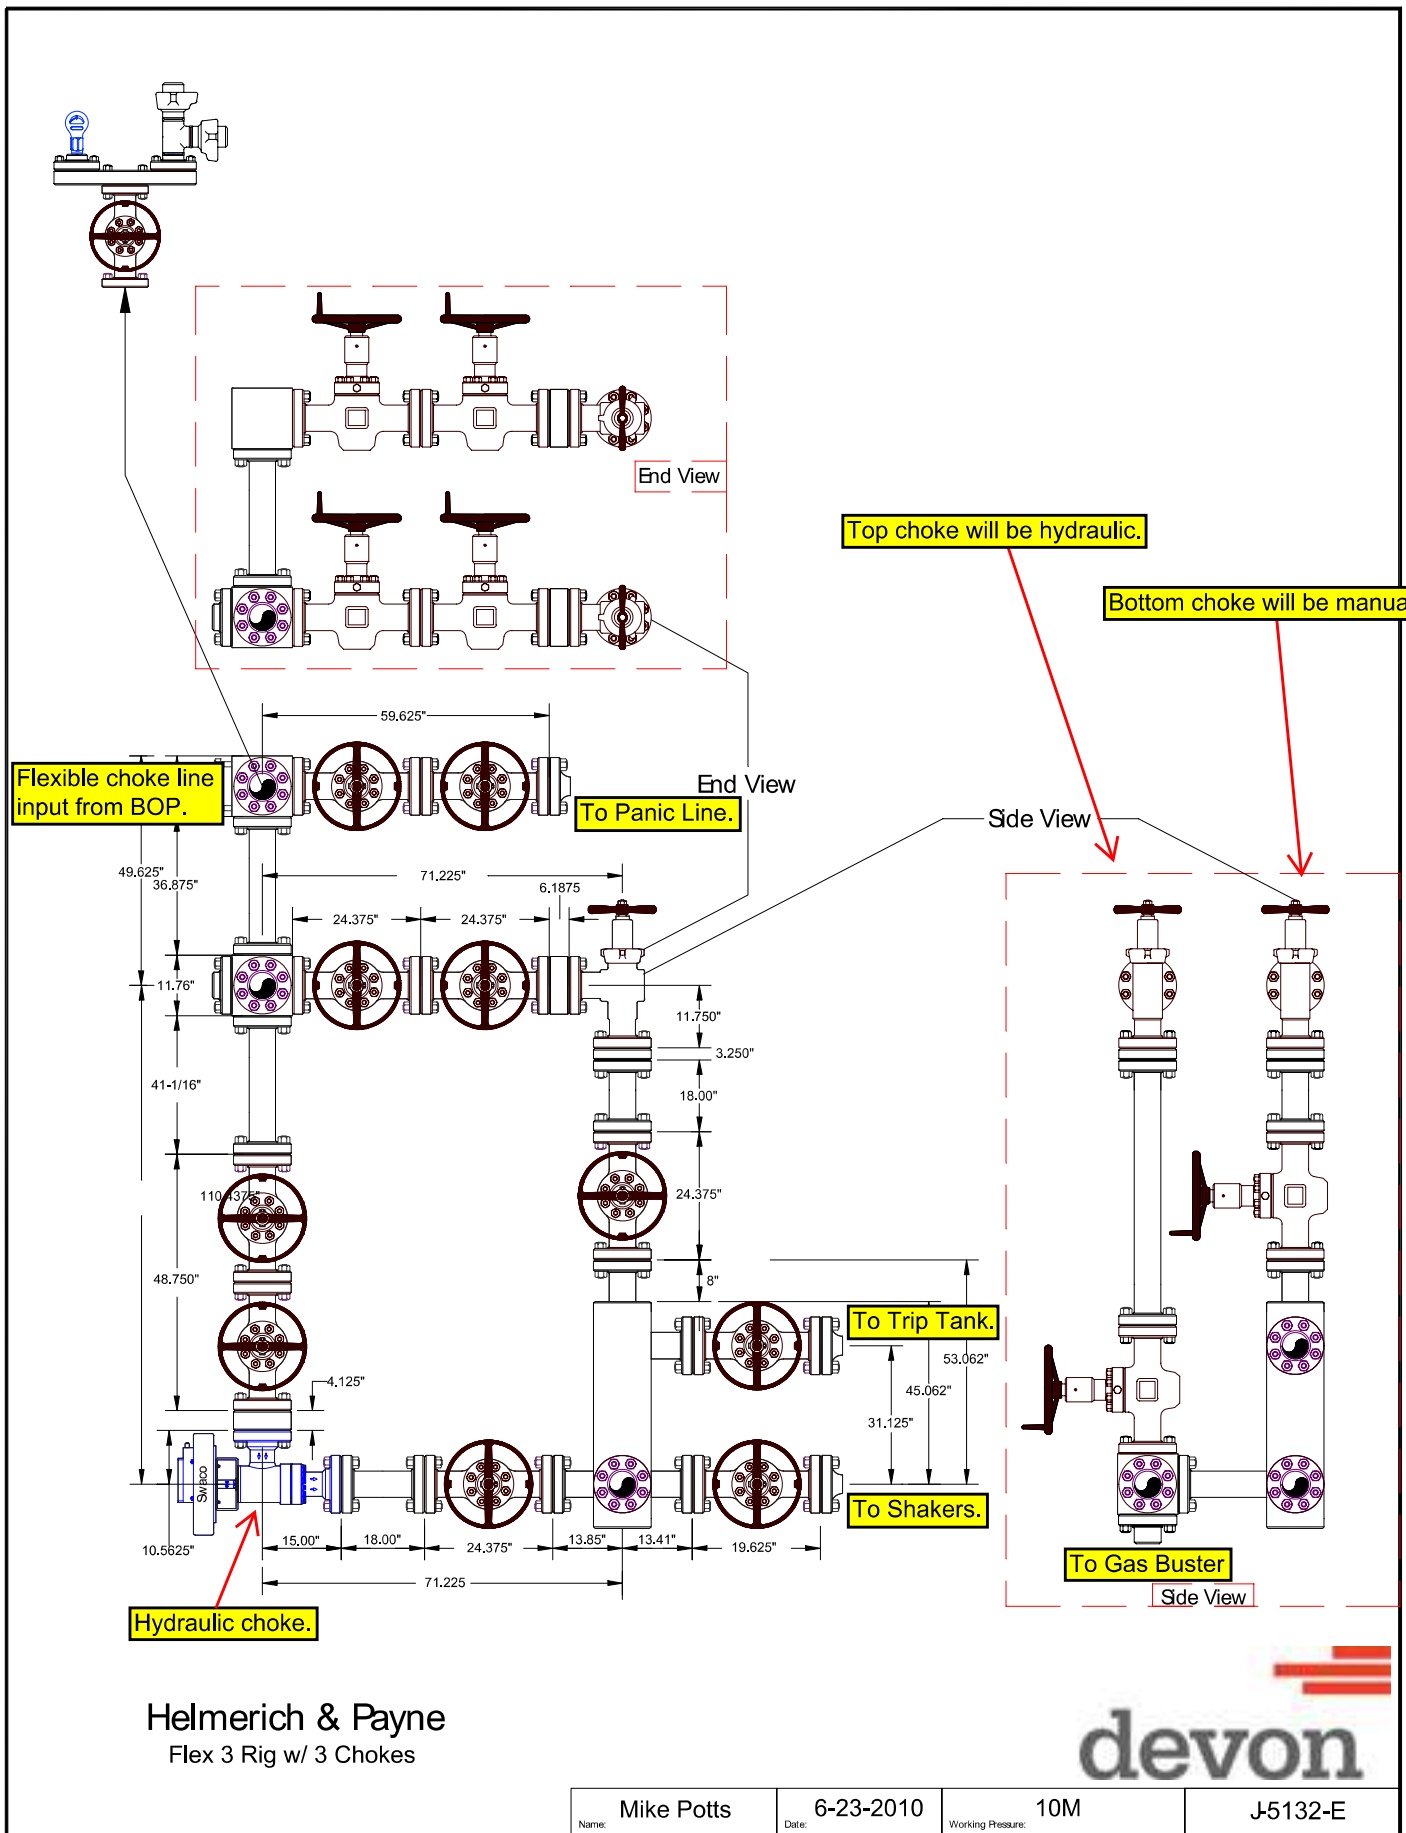 End View
Top choke will be hydraulic.
Bottom choke will be manua
59.625"
Flexible choke line
input from BOP.
To Panic Line.
End View
Side View
49.625"
36.875"
71.225"
6.1875
24.375"
24.375"
11.76"
11.750"
3.250"
41-1/16"
18.00"
110.4375"
24.375"
48.750"
8"
To Trip Tank.
53.062"
4.125"
45.062"
31.125"
Swaco
To Shakers.
10.5625"
15.00"
18.00"
24.375"
13.85"
13.41"
19.625"
71.225
To Gas Buster
Side View
Hydraulic choke.
Helmerich & Payne
Flex 3 Rig w/ 3 Chokes
devon
Name: Mike Potts
Date: 6-23-2010
Working Pressure: 10M
J-5132-E